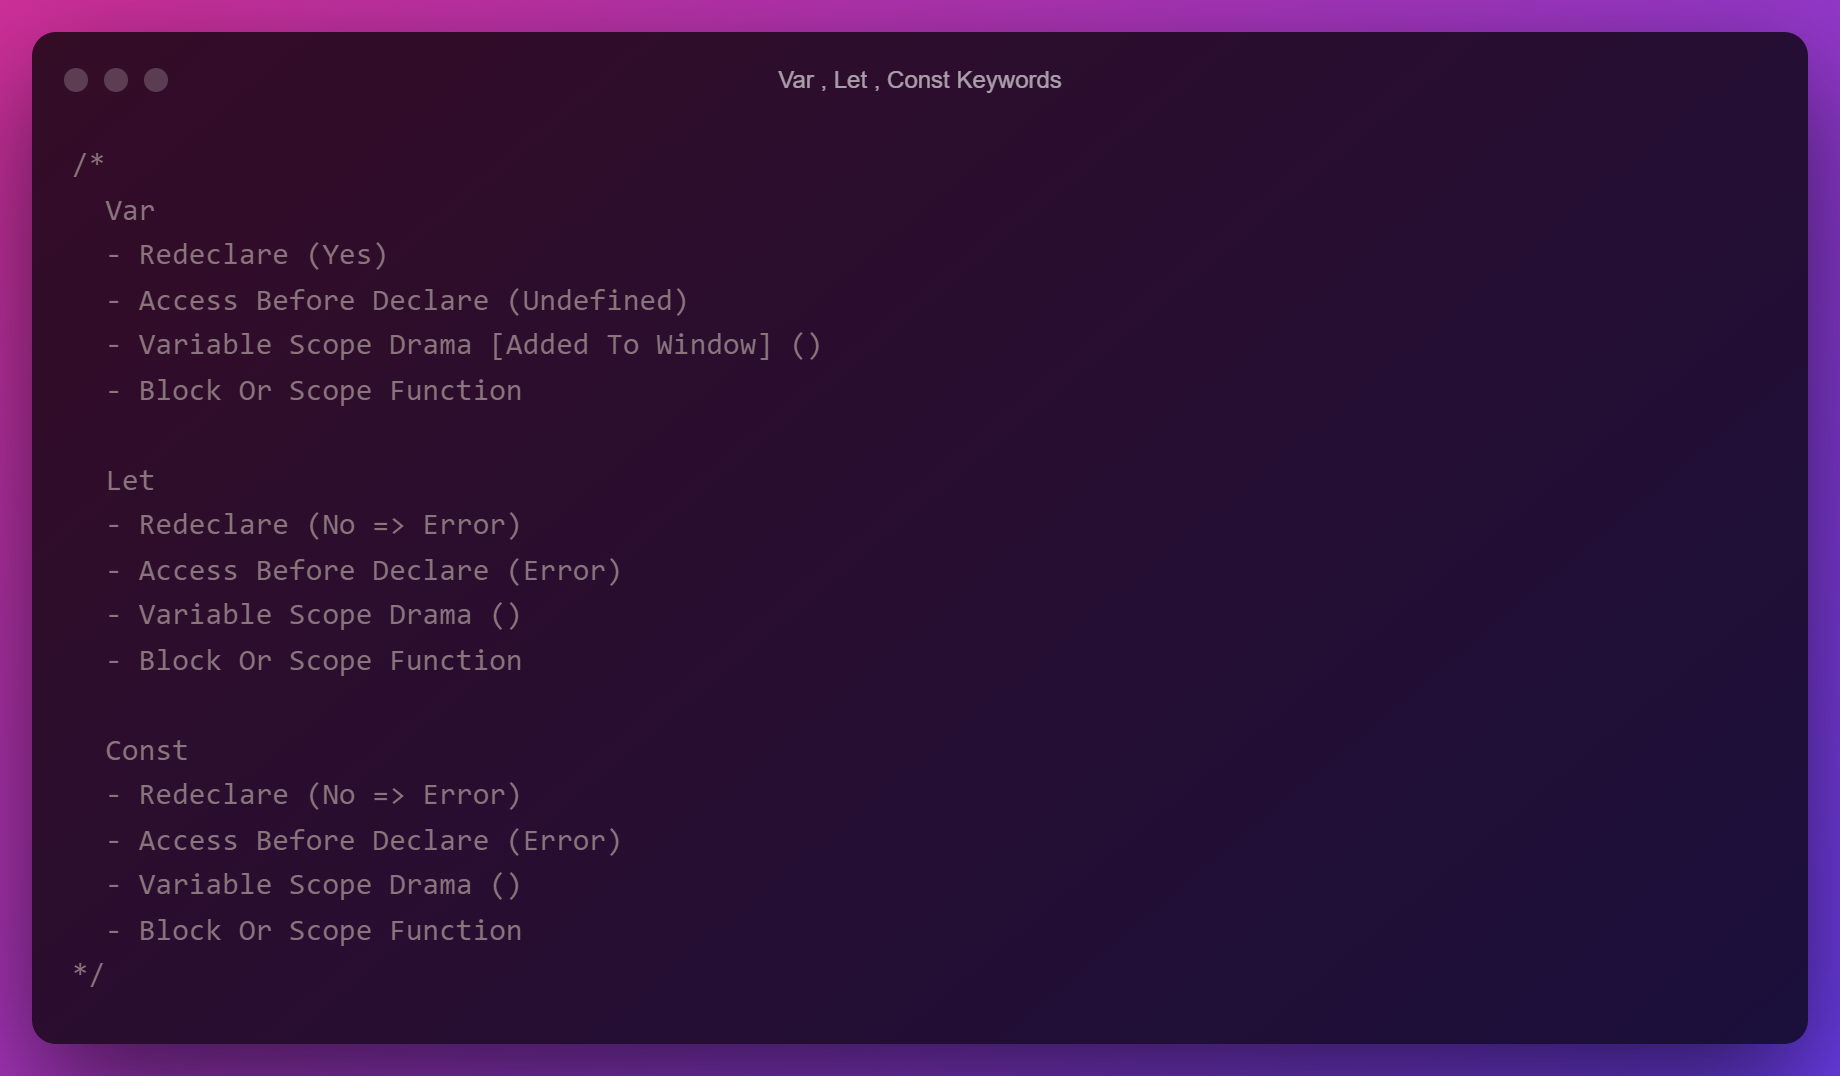 Var , Let , Const Keywords
/*
  Var
  - Redeclare (Yes)
  - Access Before Declare (Undefined)
  - Variable Scope Drama [Added To Window] ()
  - Block Or Scope Function

  Let
  - Redeclare (No => Error)
  - Access Before Declare (Error)
  - Variable Scope Drama ()
  - Block Or Scope Function

  Const
  - Redeclare (No => Error)
  - Access Before Declare (Error)
  - Variable Scope Drama ()
  - Block Or Scope Function
*/